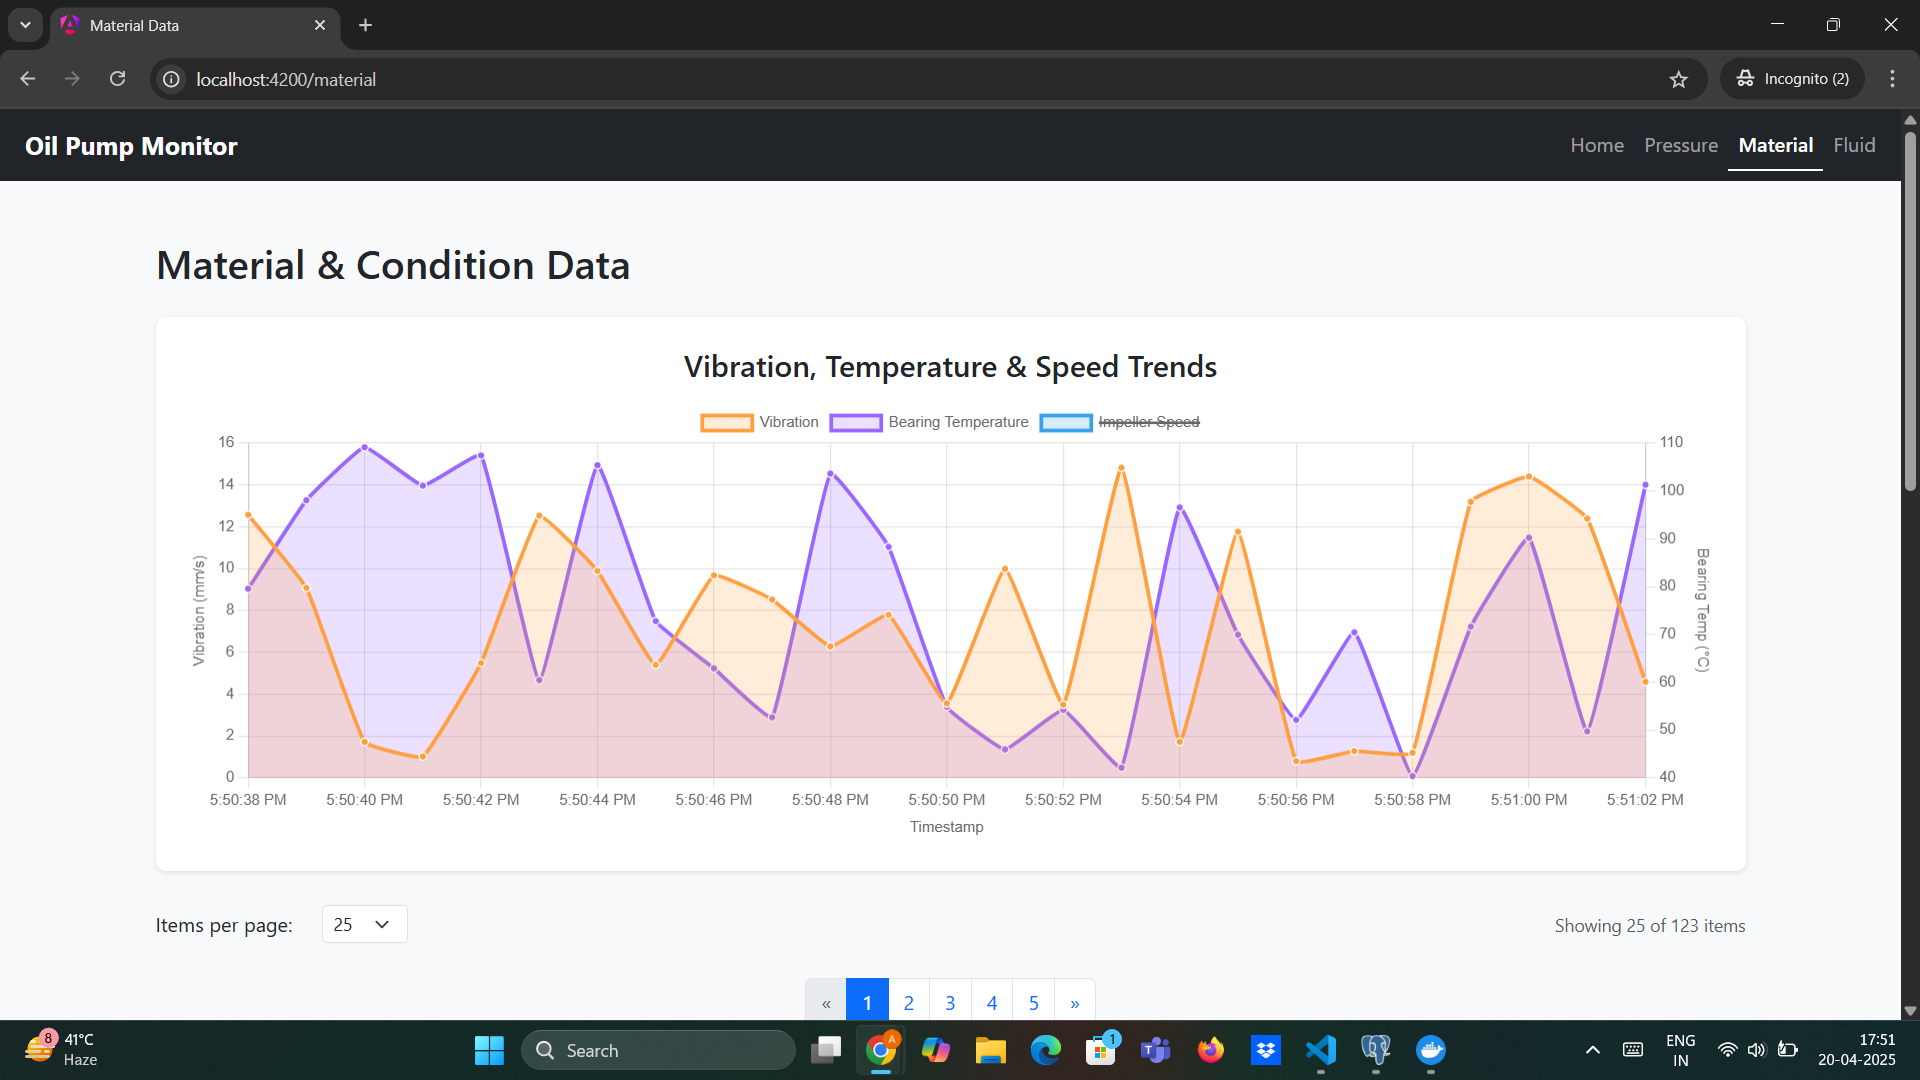 Material Data
localhost:4200/material
Incognito (2)
Oil Pump Monitor
Home Pressure Material Fluid
Material & Condition Data
Vibration, Temperature & Speed Trends
Vibration Bearing Temperature Impeller Speed
16 110
14 100
12 90
10 80
8 70
6 60
4 50
2 40
0
Vibration (mm/s)
Bearing Temp (°C)
5:50:38 PM 5:50:40 PM 5:50:42 PM 5:50:44 PM 5:50:46 PM 5:50:48 PM 5:50:50 PM 5:50:52 PM 5:50:54 PM 5:50:56 PM 5:50:58 PM 5:51:00 PM 5:51:02 PM
Timestamp
Items per page: 25 Showing 25 of 123 items
« 1 2 3 4 5 »
8 41°C
Haze
Search
A
1
T
ENG
IN
17:51
20-04-2025